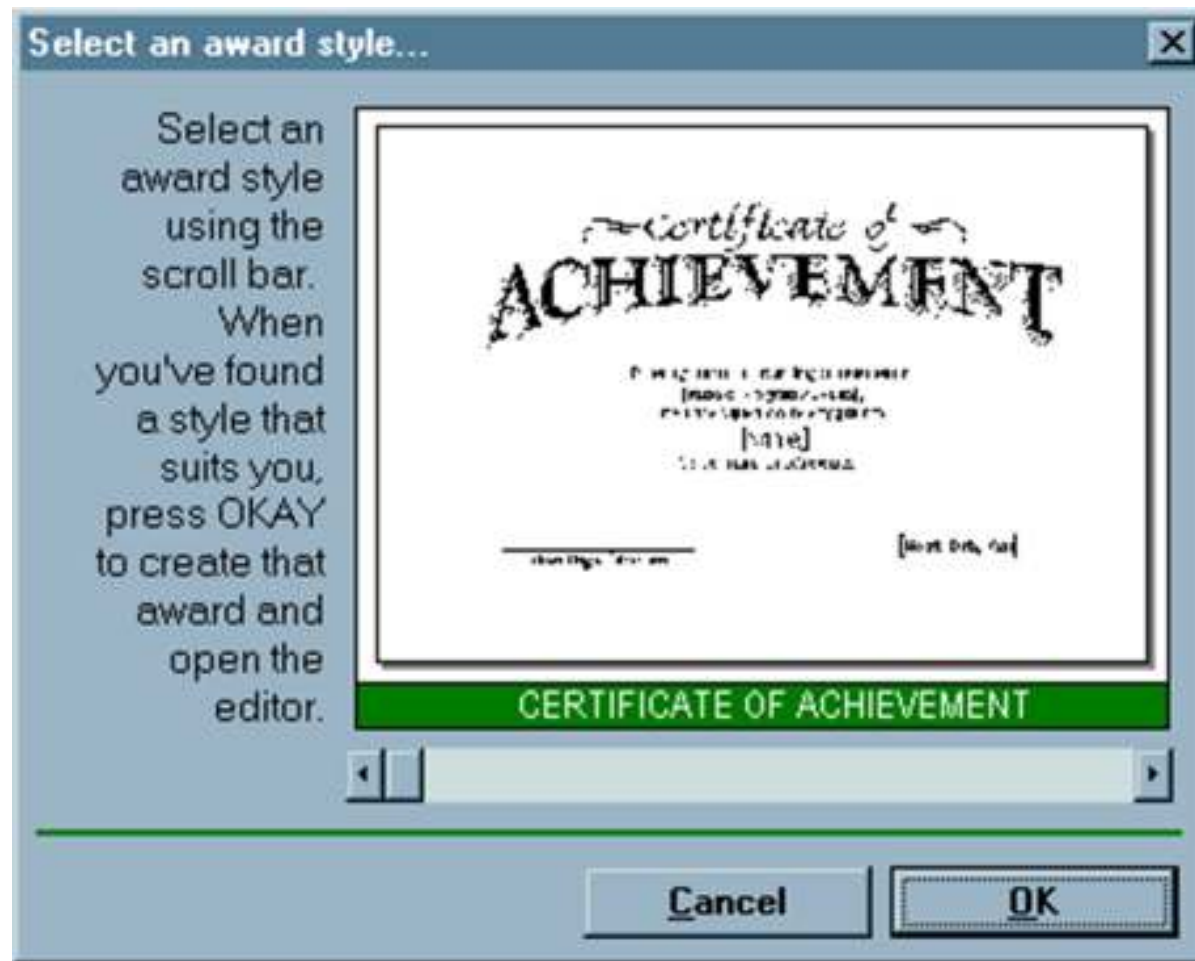 Select an award style...
Select an
award style
using the
scroll bar.
When
you've found
a style that
suits you,
press OKAY
to create that
award and
open the
editor.
Certificate of
ACHIEVEMENT
[Name]
CERTIFICATE OF ACHIEVEMENT
Cancel
OK